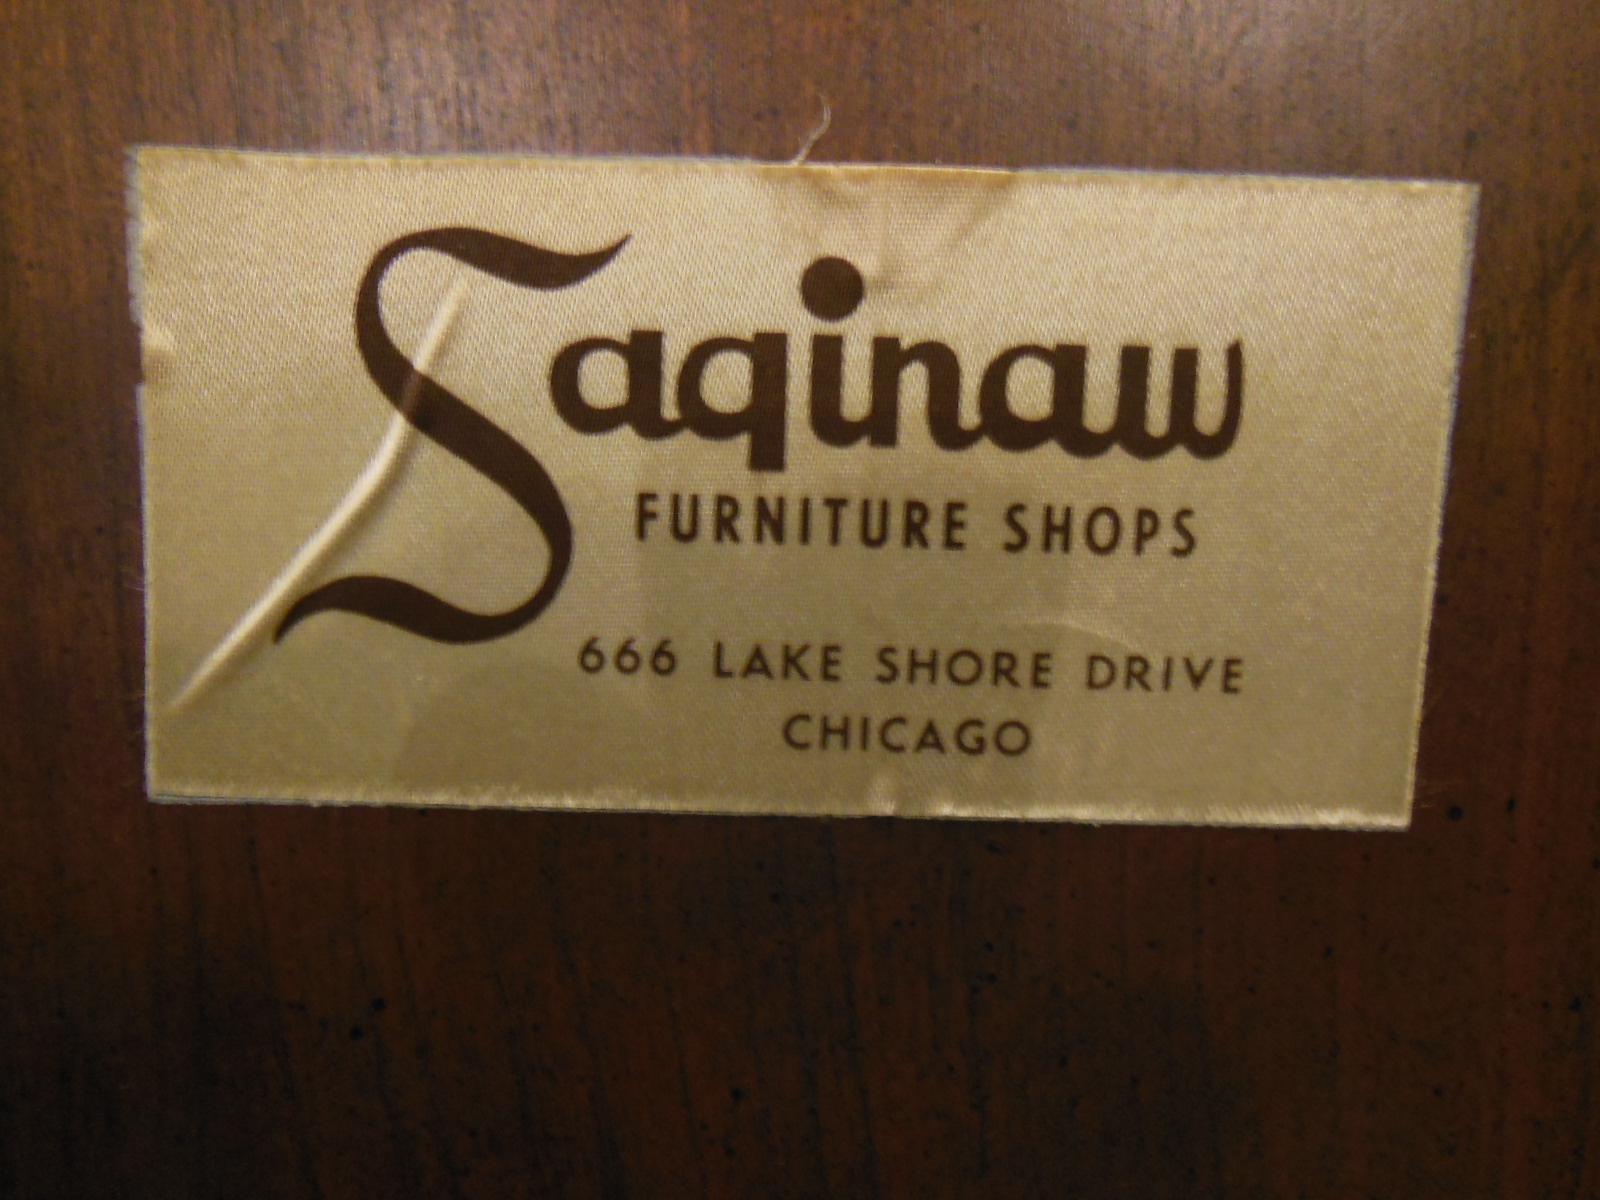 Saginaw
FURNITURE SHOPS
666 LAKE SHORE DRIVE
CHICAGO